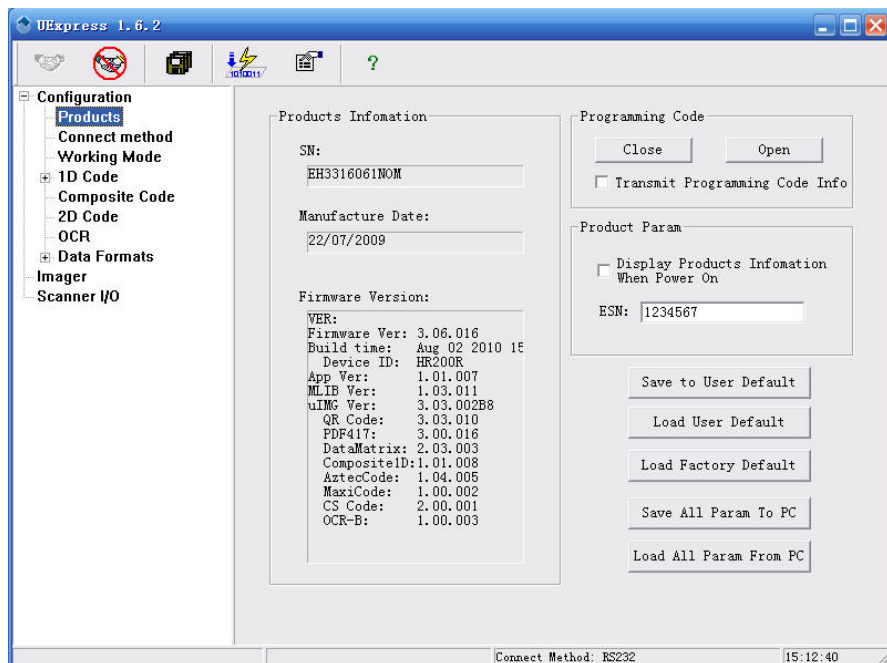 UExpress 1.6.2
1010011
?
Configuration
Products
Connect method
Working Mode
1D Code
Composite Code
2D Code
OCR
Data Formats
Imager
Scanner I/O
Products Infomation
SN:
EH3316061NOM
Manufacture Date:
22/07/2009
Firmware Version:
VER:
Firmware Ver: 3.06.016
Build time: Aug 02 2010 15
Device ID: HR200R
App Ver: 1.01.007
MLIB Ver: 1.03.011
uIMG Ver: 3.03.002B8
QR Code: 3.03.010
PDF417: 3.00.016
DataMatrix: 2.03.003
Composite1D:1.01.008
AztecCode: 1.04.005
MaxiCode: 1.00.002
CS Code: 2.00.001
OCR-B: 1.00.003
Programming Code
Close Open
Transmit Programming Code Info
Product Param
Display Products Infomation
When Power On
ESN: 1234567
Save to User Default
Load User Default
Load Factory Default
Save All Param To PC
Load All Param From PC
Connect Method: RS232 15:12:40